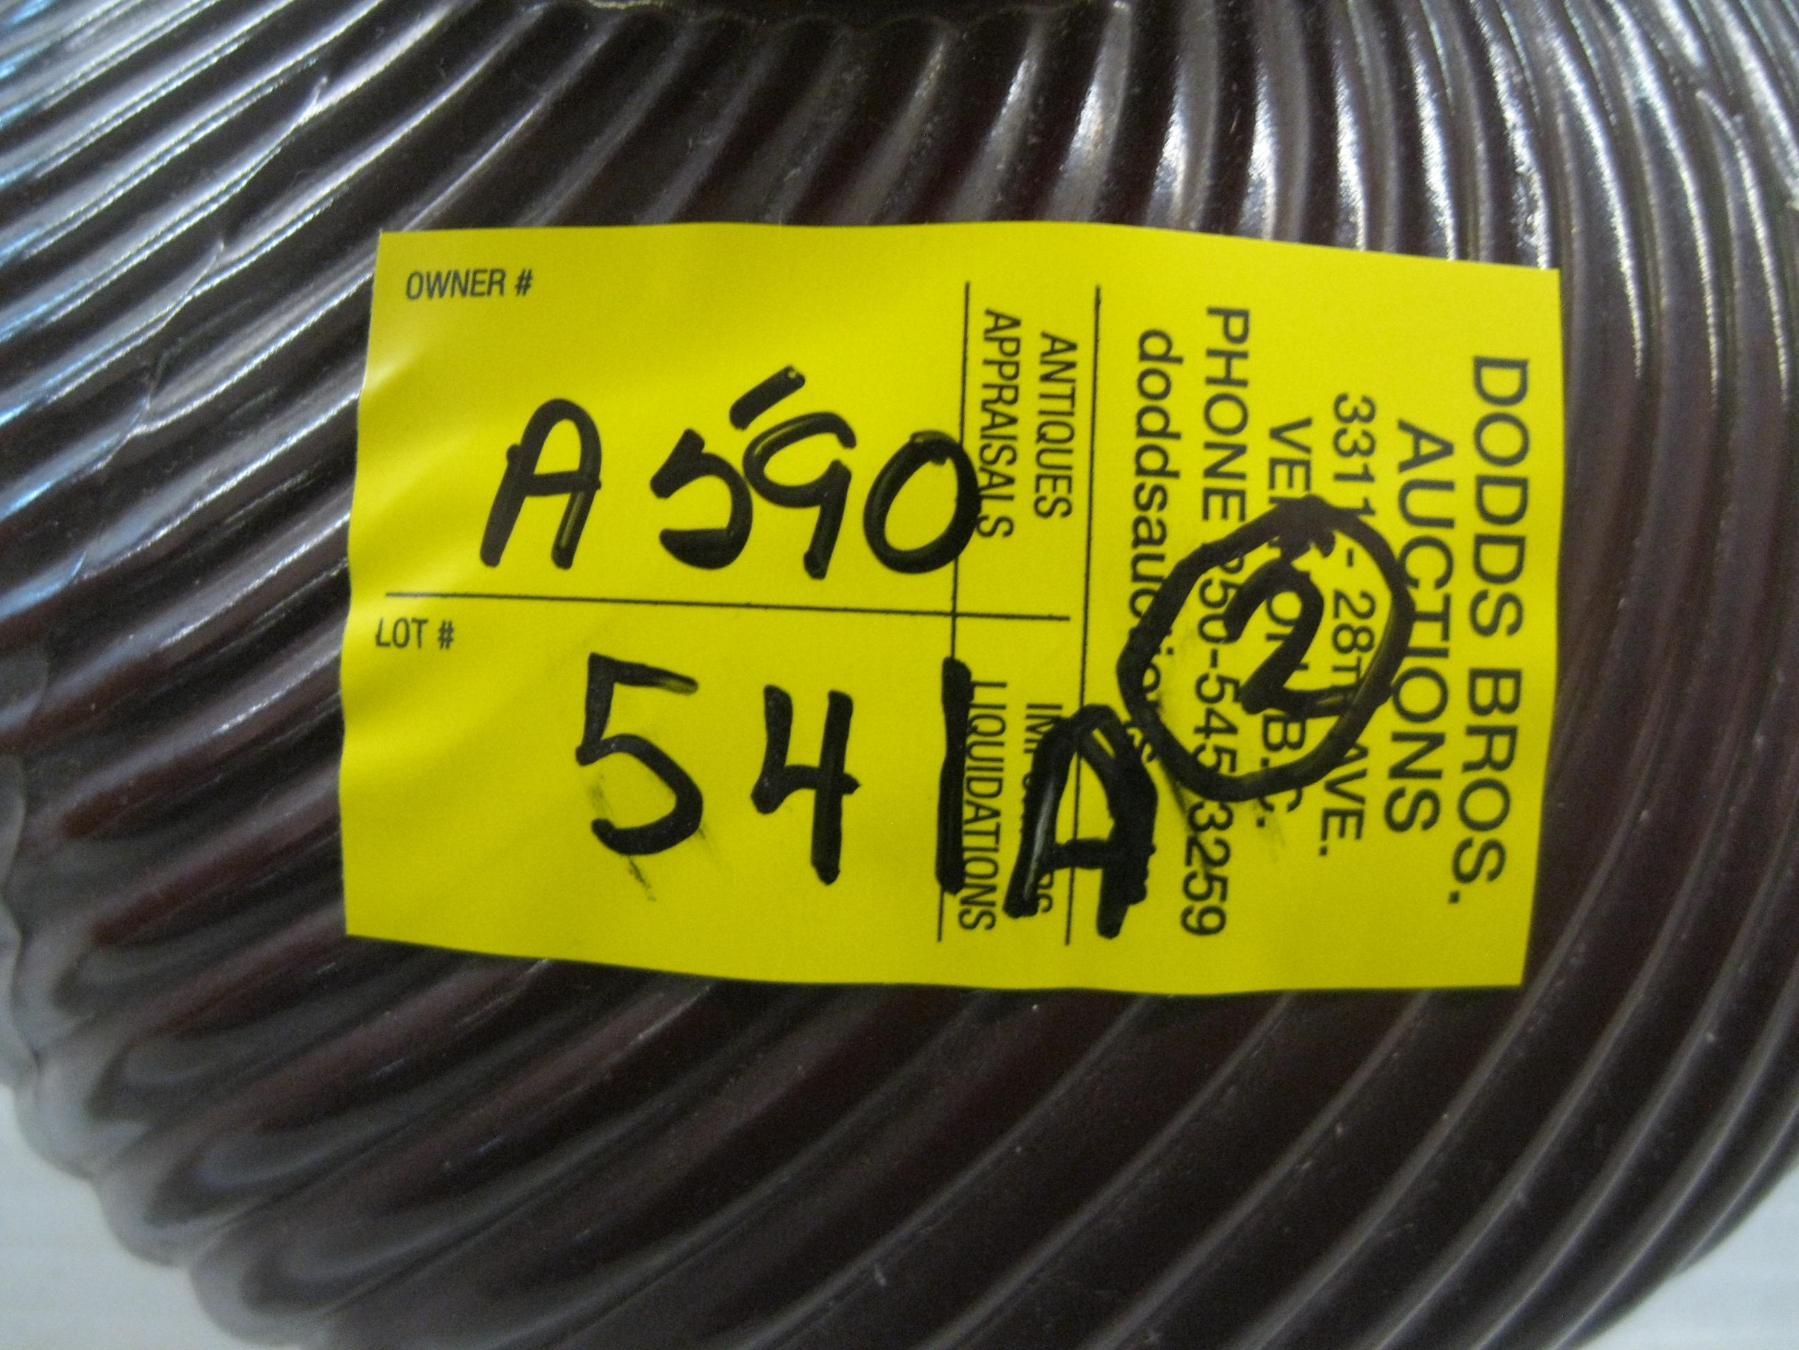 OWNER #
A 590
LOT #
541A
2
DODDS BROS.
AUCTIONS
3311 - 28TH AVE.
VERNON, B.C.
PHONE 250-545-3259
doddsauction
ANTIQUES
APPRAISALS
LIQUIDATIONS